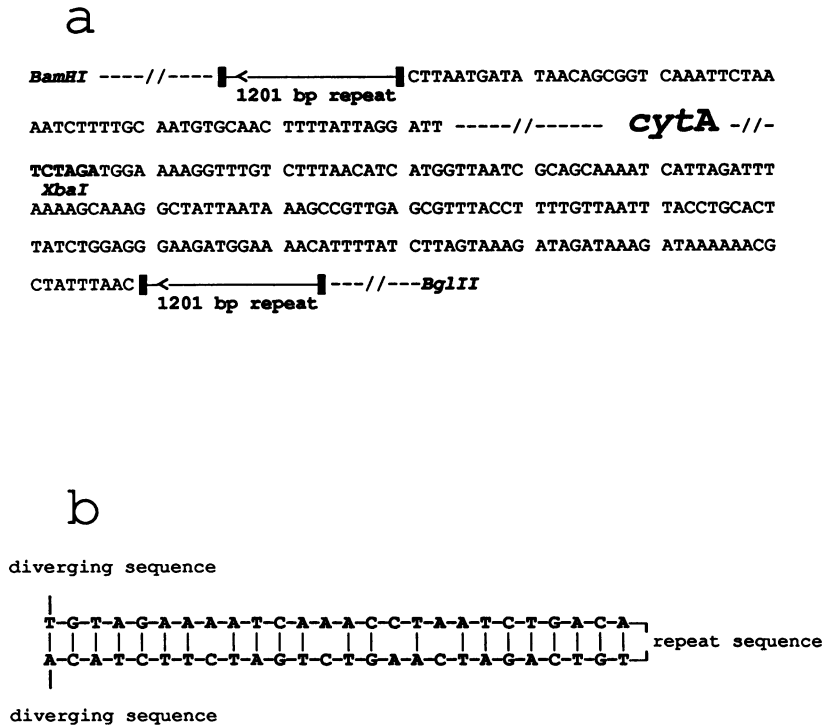 a
BamHI ----//---- CTTAATGATA TAACAGCGGT CAAATTCTAA
1201 bp repeat
AATCTTTTGC AATGTGCAAC TTTTATTAGG ATT -----//------ cytA -//-
TCTAGATGGA AAAGGTTTGT CTTTAACATC ATGGTTAATC GCAGCAAAAT CATTAGATTT
XbaI
AAAAGCAAAG GCTATTAATA AAGCCGTTGA GCGTTTACCT TTTGTTAATT TACCTGCACT
TATCTGGAGG GAAGATGGAA AACATTTTAT CTTAGTAAAG ATAGATAAAG ATAAAAAACG
CTATTTAAC ---//---BglII
1201 bp repeat
b
diverging sequence
T-G-T-A-G-A-A-A-A-T-C-A-A-A-C-C-T-A-A-T-C-T-G-A-C-A
repeat sequence
A-C-A-T-C-T-T-C-T-A-G-T-C-T-G-A-A-C-T-A-G-A-C-T-G-T
diverging sequence